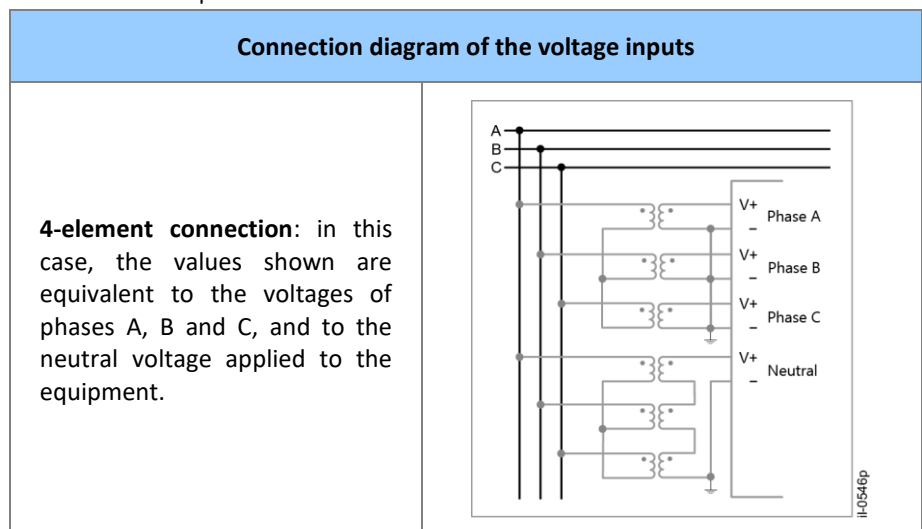 Connection diagram of the voltage inputs
4-element connection: in this
case, the values shown are
equivalent to the voltages of
phases A, B and C, and to the
neutral voltage applied to the
equipment.
A
B
C
V+
Phase A
−
V+
Phase B
−
V+
Phase C
−
V+
Neutral
−
il-0546p